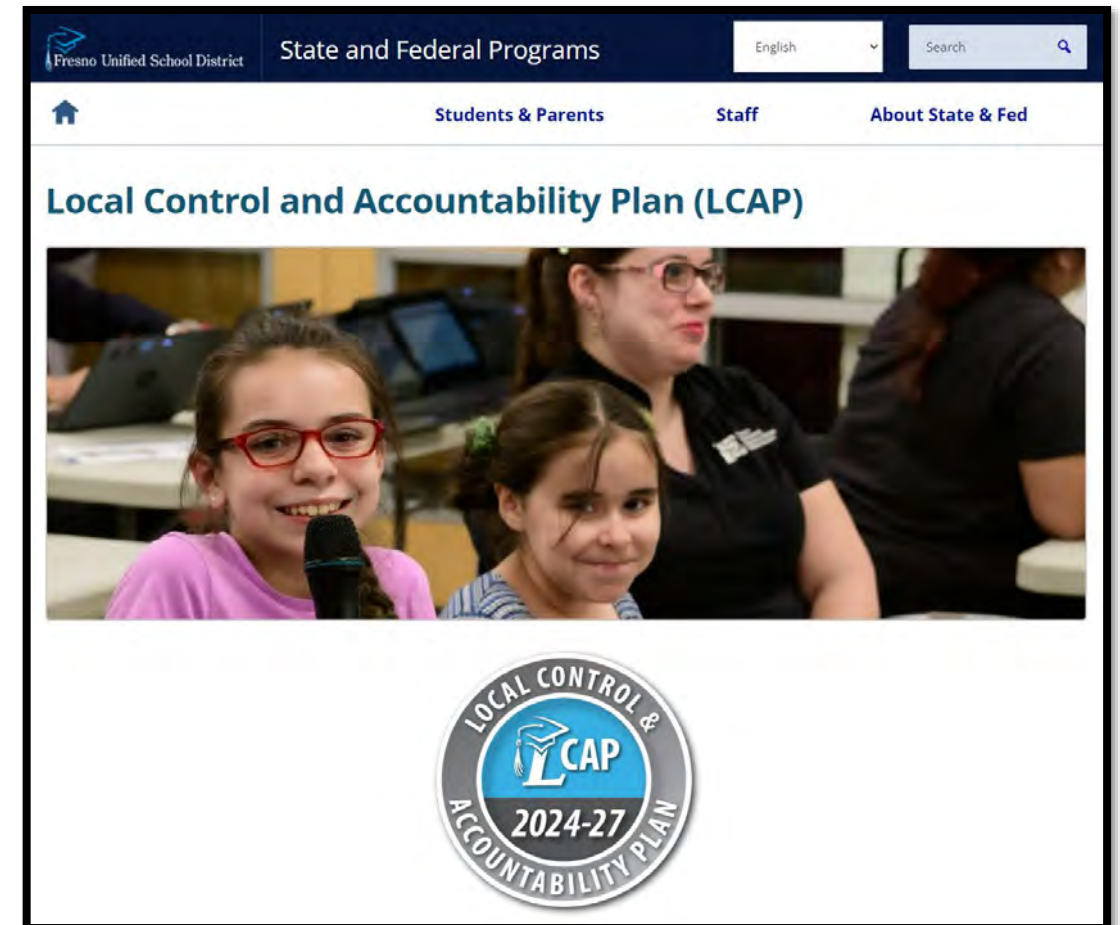 Fresno Unified School District
State and Federal Programs
English
Search
Students & Parents
Staff
About State & Fed
Local Control and Accountability Plan (LCAP)
LOCAL CONTROL &
LCAP
2024-27
ACCOUNTABILITY PLAN